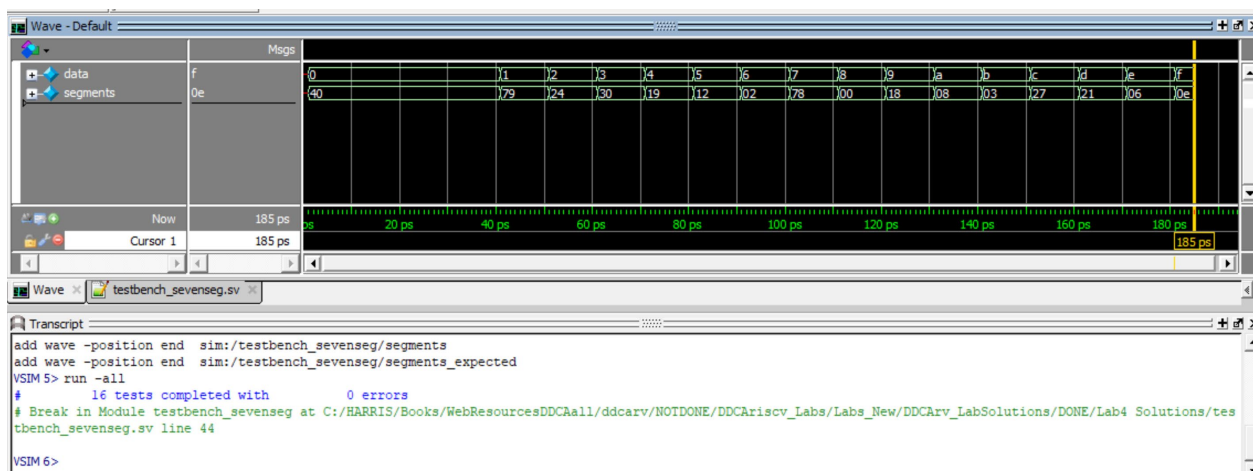 Wave - Default
Msgs
data f 0 1 2 3 4 5 6 7 8 9 a b c d e f
segments 0e 40 79 24 30 19 12 02 78 00 18 08 03 27 21 06 0e
Now 185 ps ps 20 ps 40 ps 60 ps 80 ps 100 ps 120 ps 140 ps 160 ps 180 ps
Cursor 1 185 ps 185 ps
Wave testbench_sevenseg.sv
Transcript
add wave -position end sim:/testbench_sevenseg/segments
add wave -position end sim:/testbench_sevenseg/segments_expected
VSIM 5> run -all
# 16 tests completed with 0 errors
# Break in Module testbench_sevenseg at C:/HARRIS/Books/WebResourcesDDCAall/ddcarv/NOTDONE/DDCAriscv_Labs/Labs_New/DDCArv_LabSolutions/DONE/Lab4 Solutions/tes
tbench_sevenseg.sv line 44
VSIM 6>